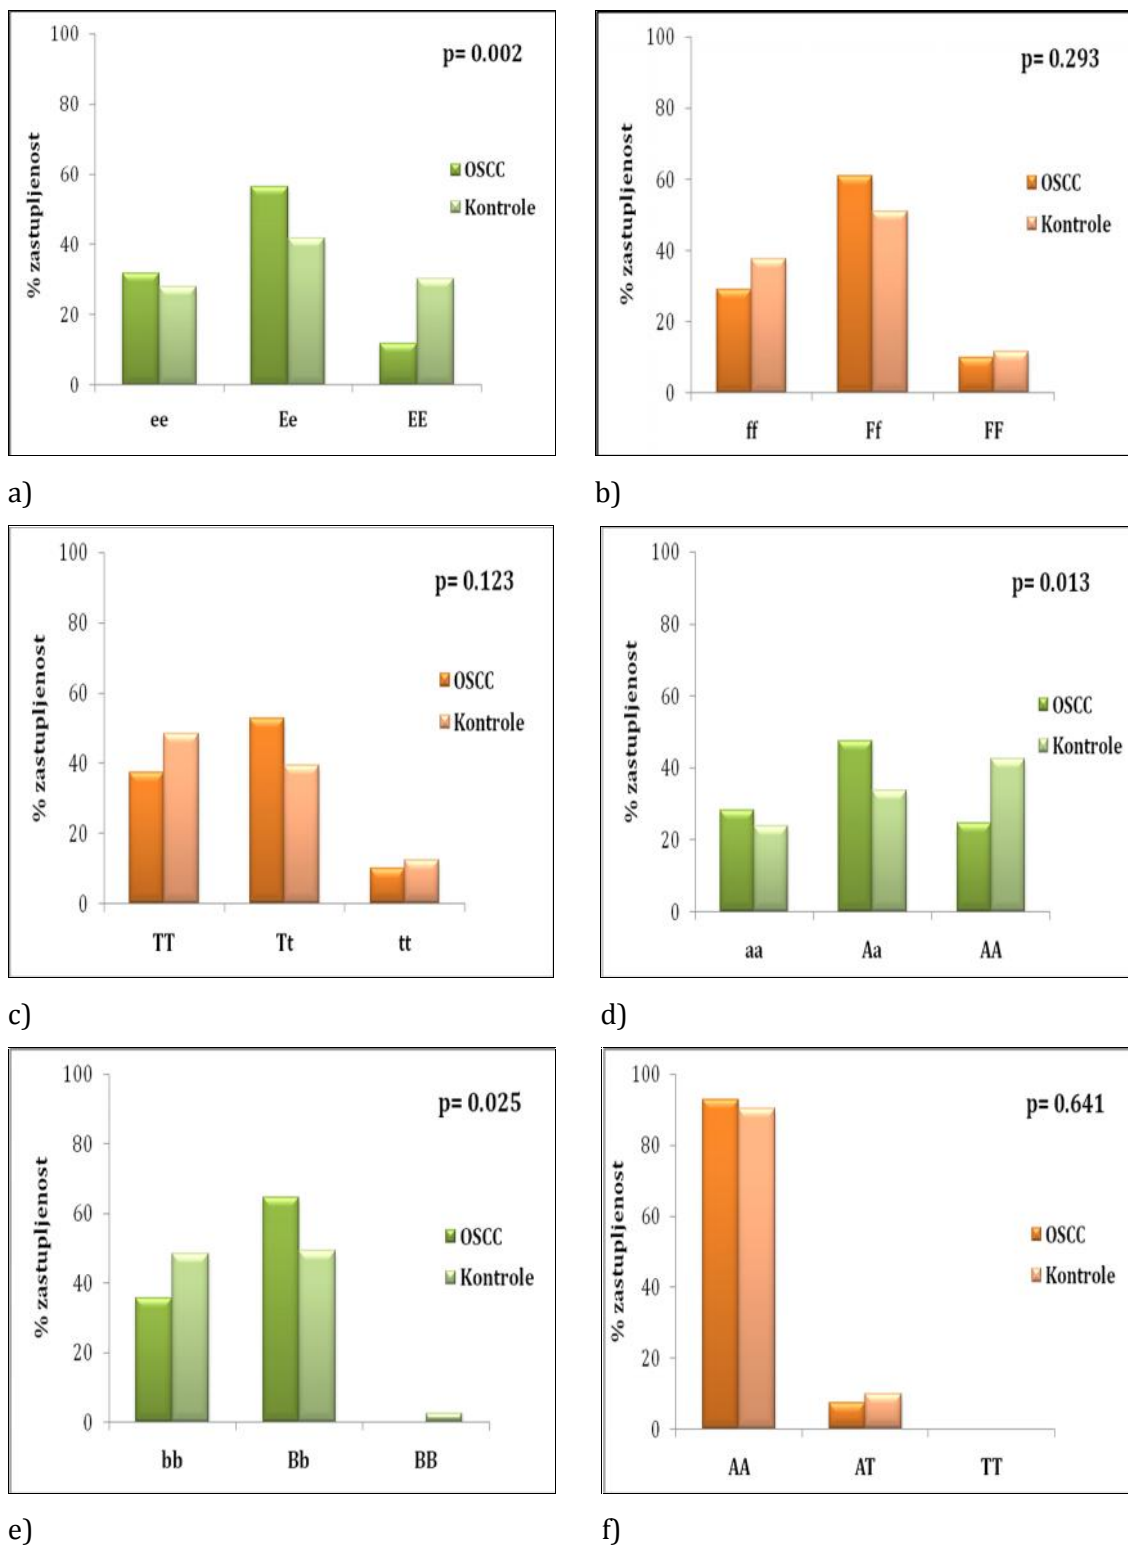 100
p= 0.002
80
60
40
20
0
% zastupljenost
OSCC
Kontrole
ee Ee EE
a)
100
p= 0.293
80
60
40
20
0
% zastupljenost
OSCC
Kontrole
ff Ff FF
b)
100
p= 0.123
80
60
40
20
0
% zastupljenost
OSCC
Kontrole
TT Tt tt
c)
100
p= 0.013
80
60
40
20
0
% zastupljenost
OSCC
Kontrole
aa Aa AA
d)
100
p= 0.025
80
60
40
20
0
% zastupljenost
OSCC
Kontrole
bb Bb BB
e)
100
p= 0.641
80
60
40
20
0
% zastupljenost
OSCC
Kontrole
AA AT TT
f)